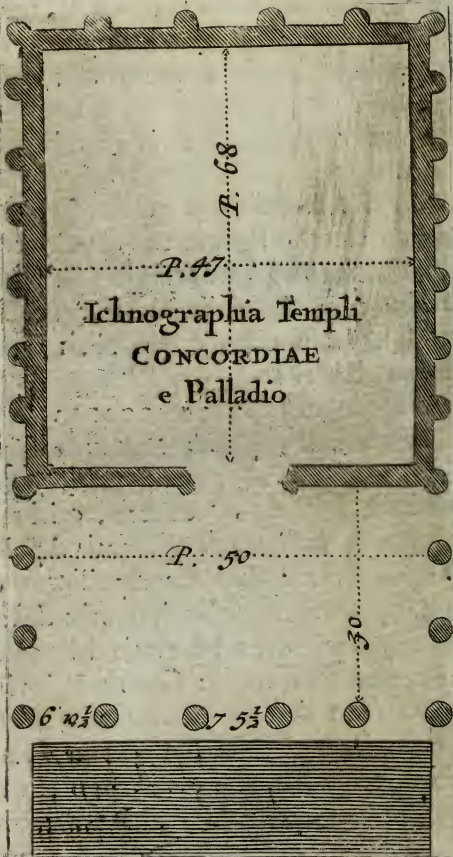 P. 68
P. 47
Ichnographia Templi
CONCORDIAE
e Palladio
P. 50
30
6 10½ 7 5½